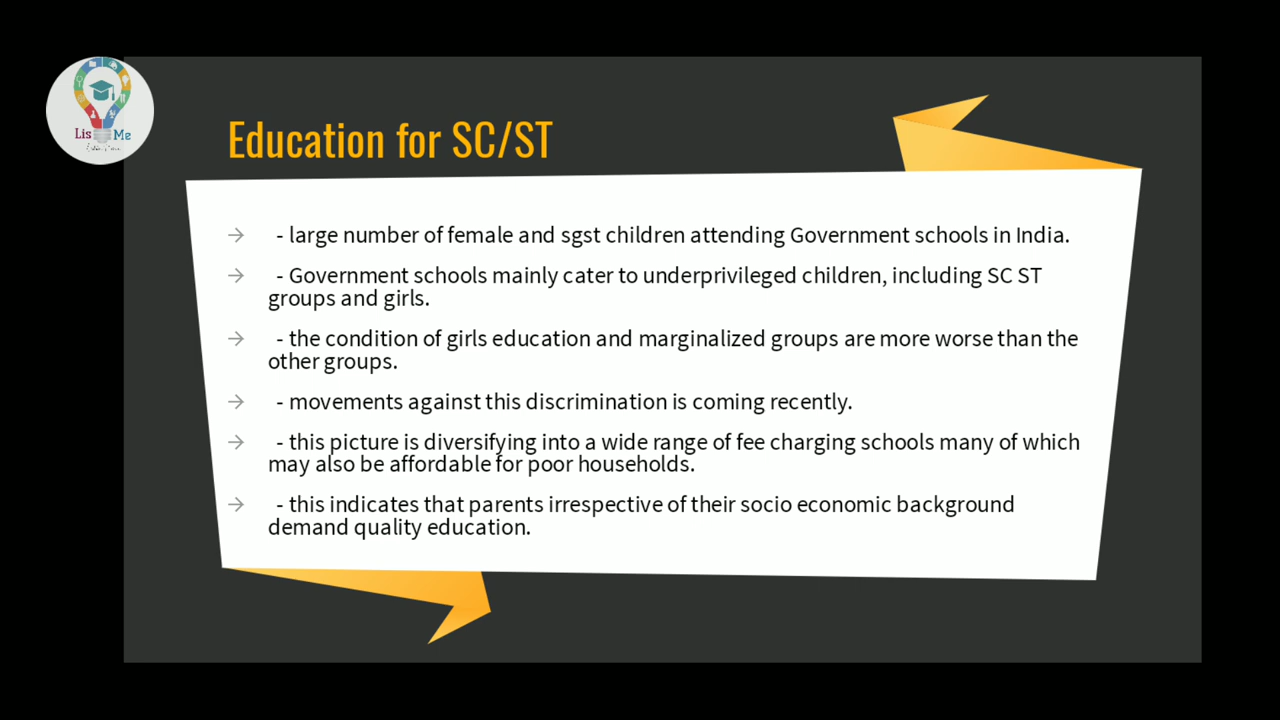 Lis Me
Education for SC/ST
→ - large number of female and sgst children attending Government schools in India.
→ - Government schools mainly cater to underprivileged children, including SC ST
groups and girls.
→ - the condition of girls education and marginalized groups are more worse than the
other groups.
→ - movements against this discrimination is coming recently.
→ - this picture is diversifying into a wide range of fee charging schools many of which
may also be affordable for poor households.
→ - this indicates that parents irrespective of their socio economic background
demand quality education.